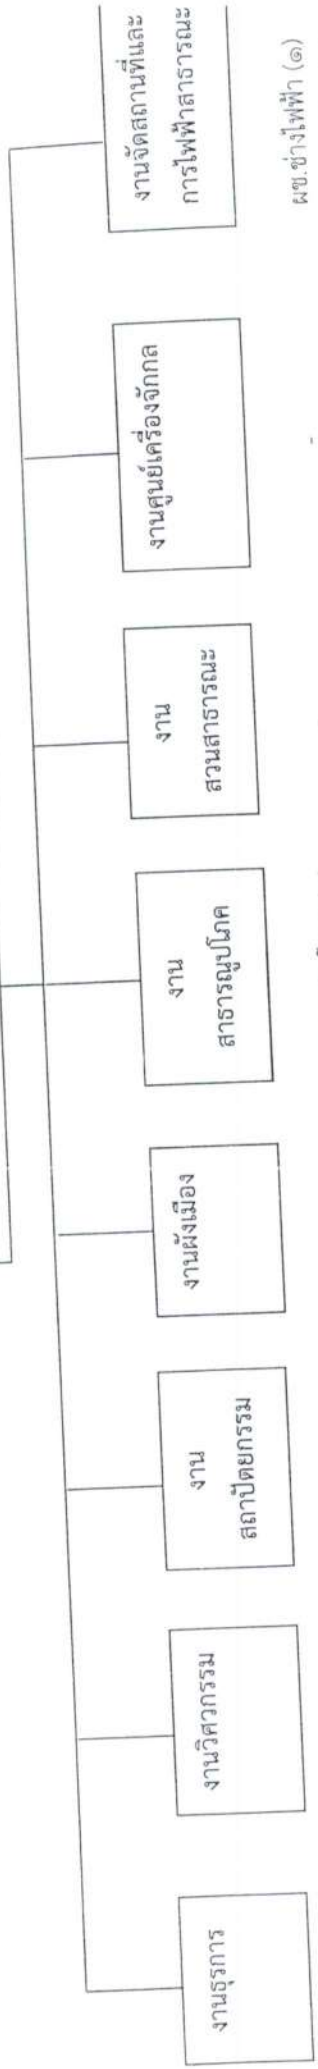 งานธุรการ
งานวิศวกรรม
งาน
สถาปัตยกรรม
งานผังเมือง
งาน
สาธารณูปโภค
งาน
สวนสาธารณะ
งานศูนย์เครื่องจักกล
งานจัดสถานที่และ
การไฟฟ้าสาธารณะ
ผช.ช่างไฟฟ้า (๑)